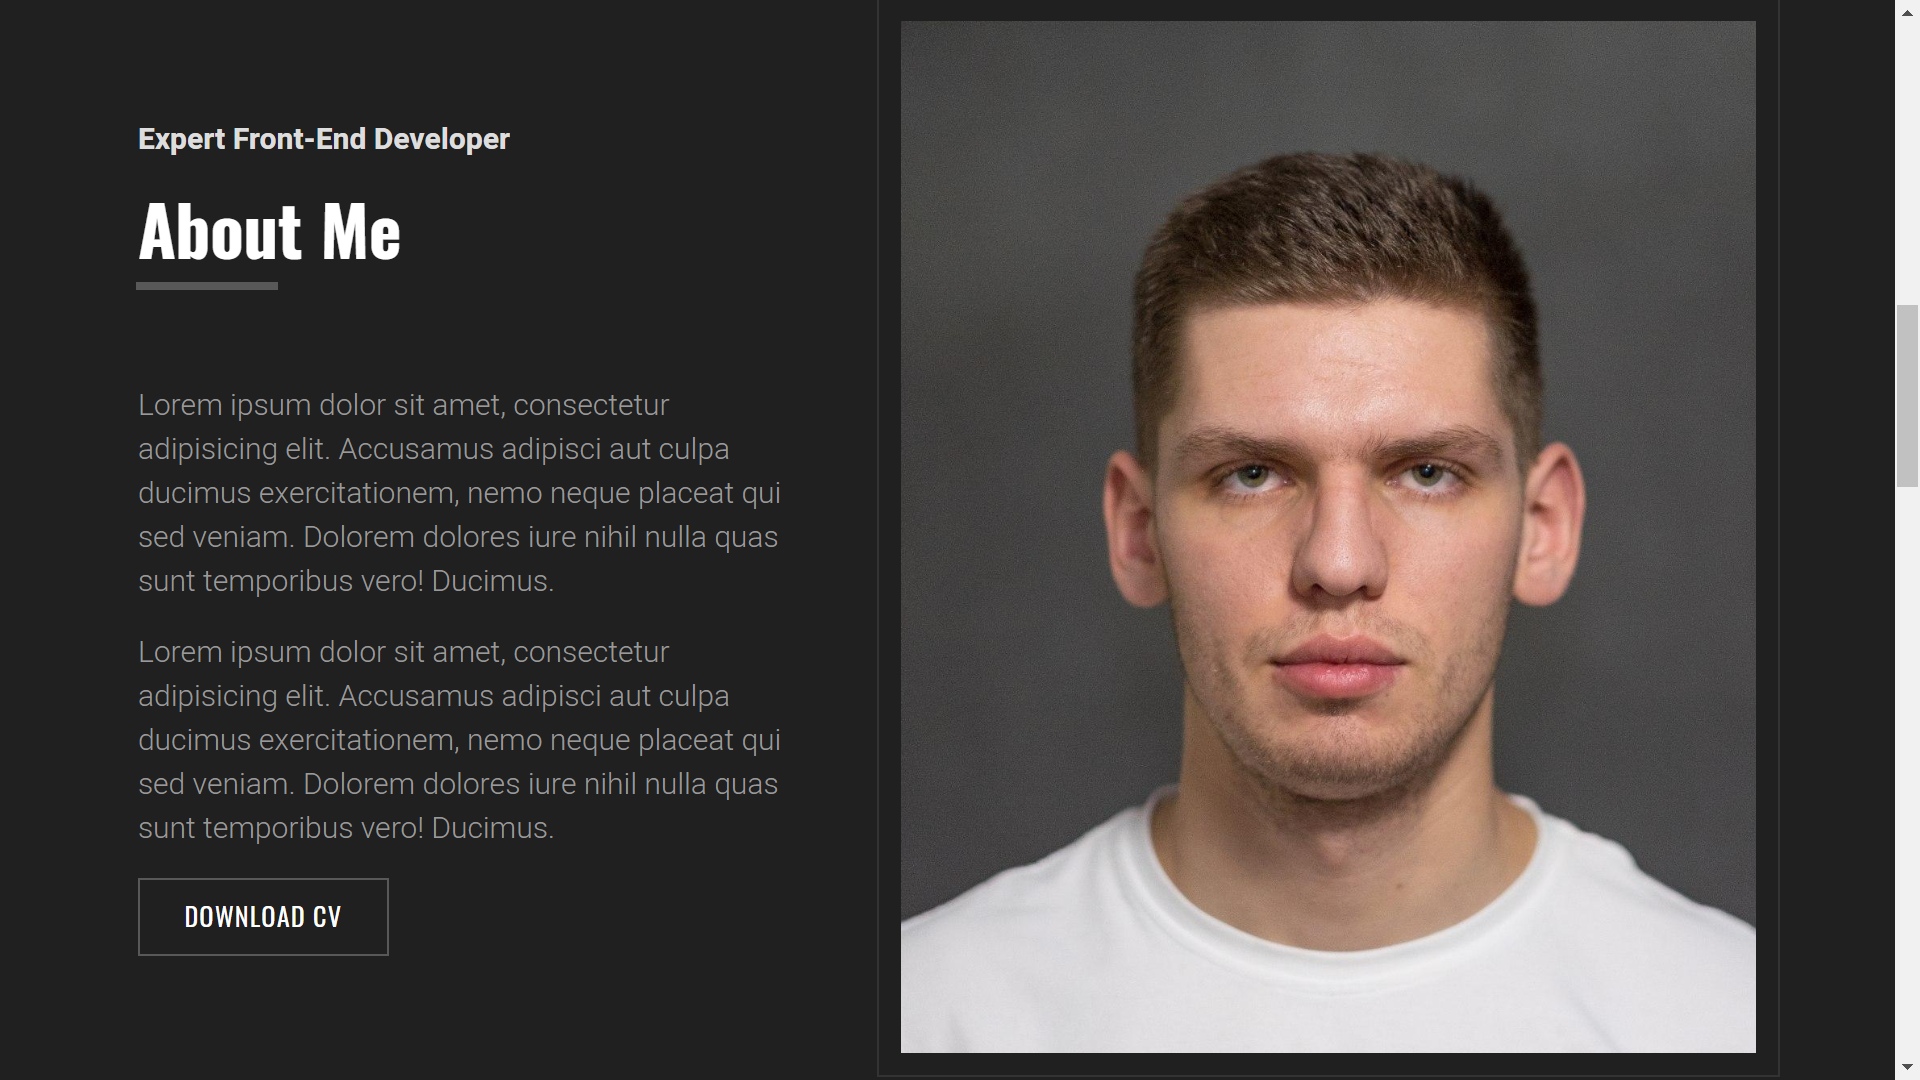 Expert Front-End Developer
About Me
Lorem ipsum dolor sit amet, consectetur
adipisicing elit. Accusamus adipisci aut culpa
ducimus exercitationem, nemo neque placeat qui
sed veniam. Dolorem dolores iure nihil nulla quas
sunt temporibus vero! Ducimus.
Lorem ipsum dolor sit amet, consectetur
adipisicing elit. Accusamus adipisci aut culpa
ducimus exercitationem, nemo neque placeat qui
sed veniam. Dolorem dolores iure nihil nulla quas
sunt temporibus vero! Ducimus.
DOWNLOAD CV